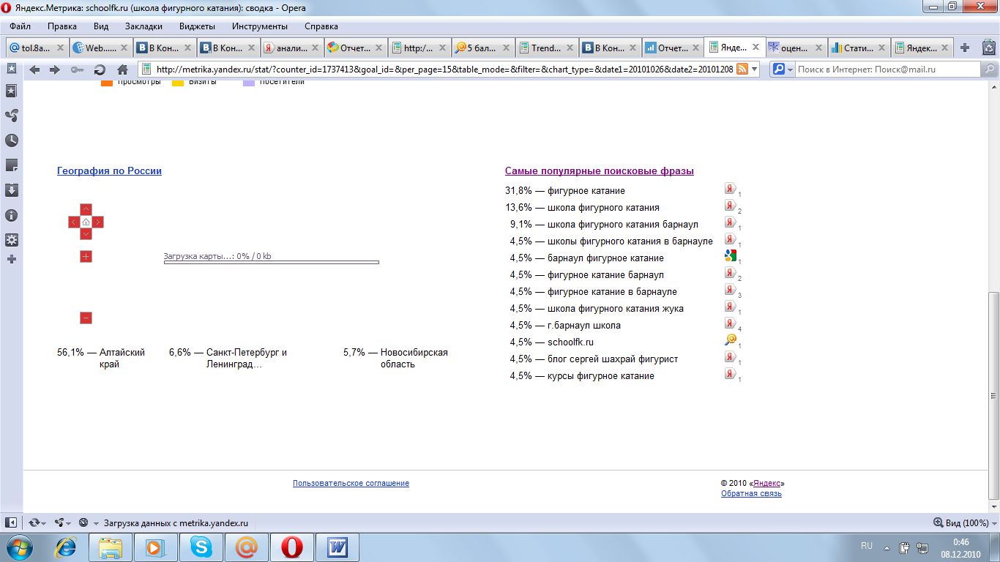 Яндекс.Метрика: schoolfk.ru (школа фигурного катания): сводка - Opera
Файл Правка Вид Закладки Виджеты Инструменты Справка
tol.8a... Web...... В Кон... В Кон... анали... Отчет... http:/... 5 бал... Trend... В Кон... Отчет... Яндe... оцен... Стати... Яндек...
http://metrika.yandex.ru/stat/?counter_id=1737413&goal_id=&per_page=15&table_mode=&filter=&chart_type=&date1=20101026&date2=20101208 Поиск в Интернет: Поиск@mail.ru
Просмотры Визиты Посетители
География по России
Загрузка карты...: 0% / 0 kb
56,1% — Алтайский край
6,6% — Санкт-Петербург и Ленинград…
5,7% — Новосибирская область
Самые популярные поисковые фразы
31,8% — фигурное катание 1
13,6% — школа фигурного катания 2
9,1% — школа фигурного катания барнаул 1
4,5% — школы фигурного катания в барнауле 1
4,5% — барнаул фигурное катание 1
4,5% — фигурное катание барнаул 2
4,5% — фигурное катание в барнауле 3
4,5% — школа фигурного катания жука 1
4,5% — г.барнаул школа 4
4,5% — schoolfk.ru 1
4,5% — блог сергей шахрай фигурист 1
4,5% — курсы фигурное катание 1
Пользовательское соглашение
© 2010 «Яндекс»
Обратная связь
Загрузка данных с metrika.yandex.ru Вид (100%)
RU 0:46
08.12.2010